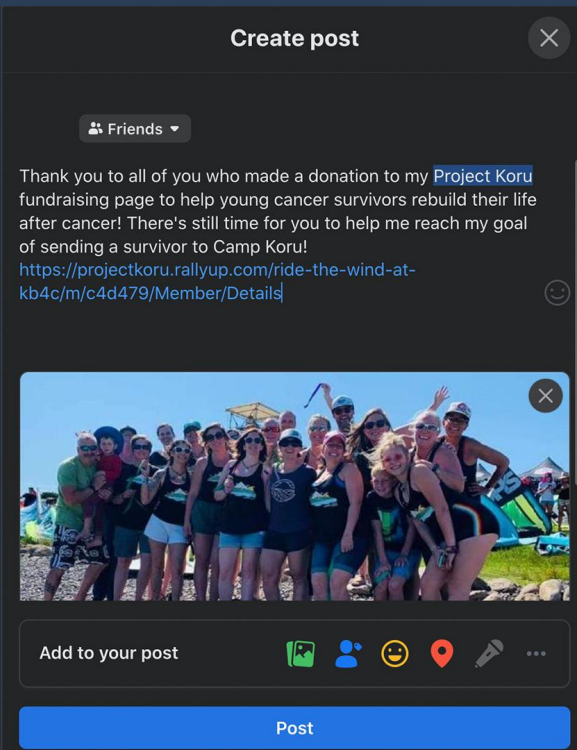 Create post
Friends
Thank you to all of you who made a donation to my Project Koru
fundraising page to help young cancer survivors rebuild their life
after cancer! There's still time for you to help me reach my goal
of sending a survivor to Camp Koru!
https://projectkoru.rallyup.com/ride-the-wind-at-
kb4c/m/c4d479/Member/Details
Add to your post
Post